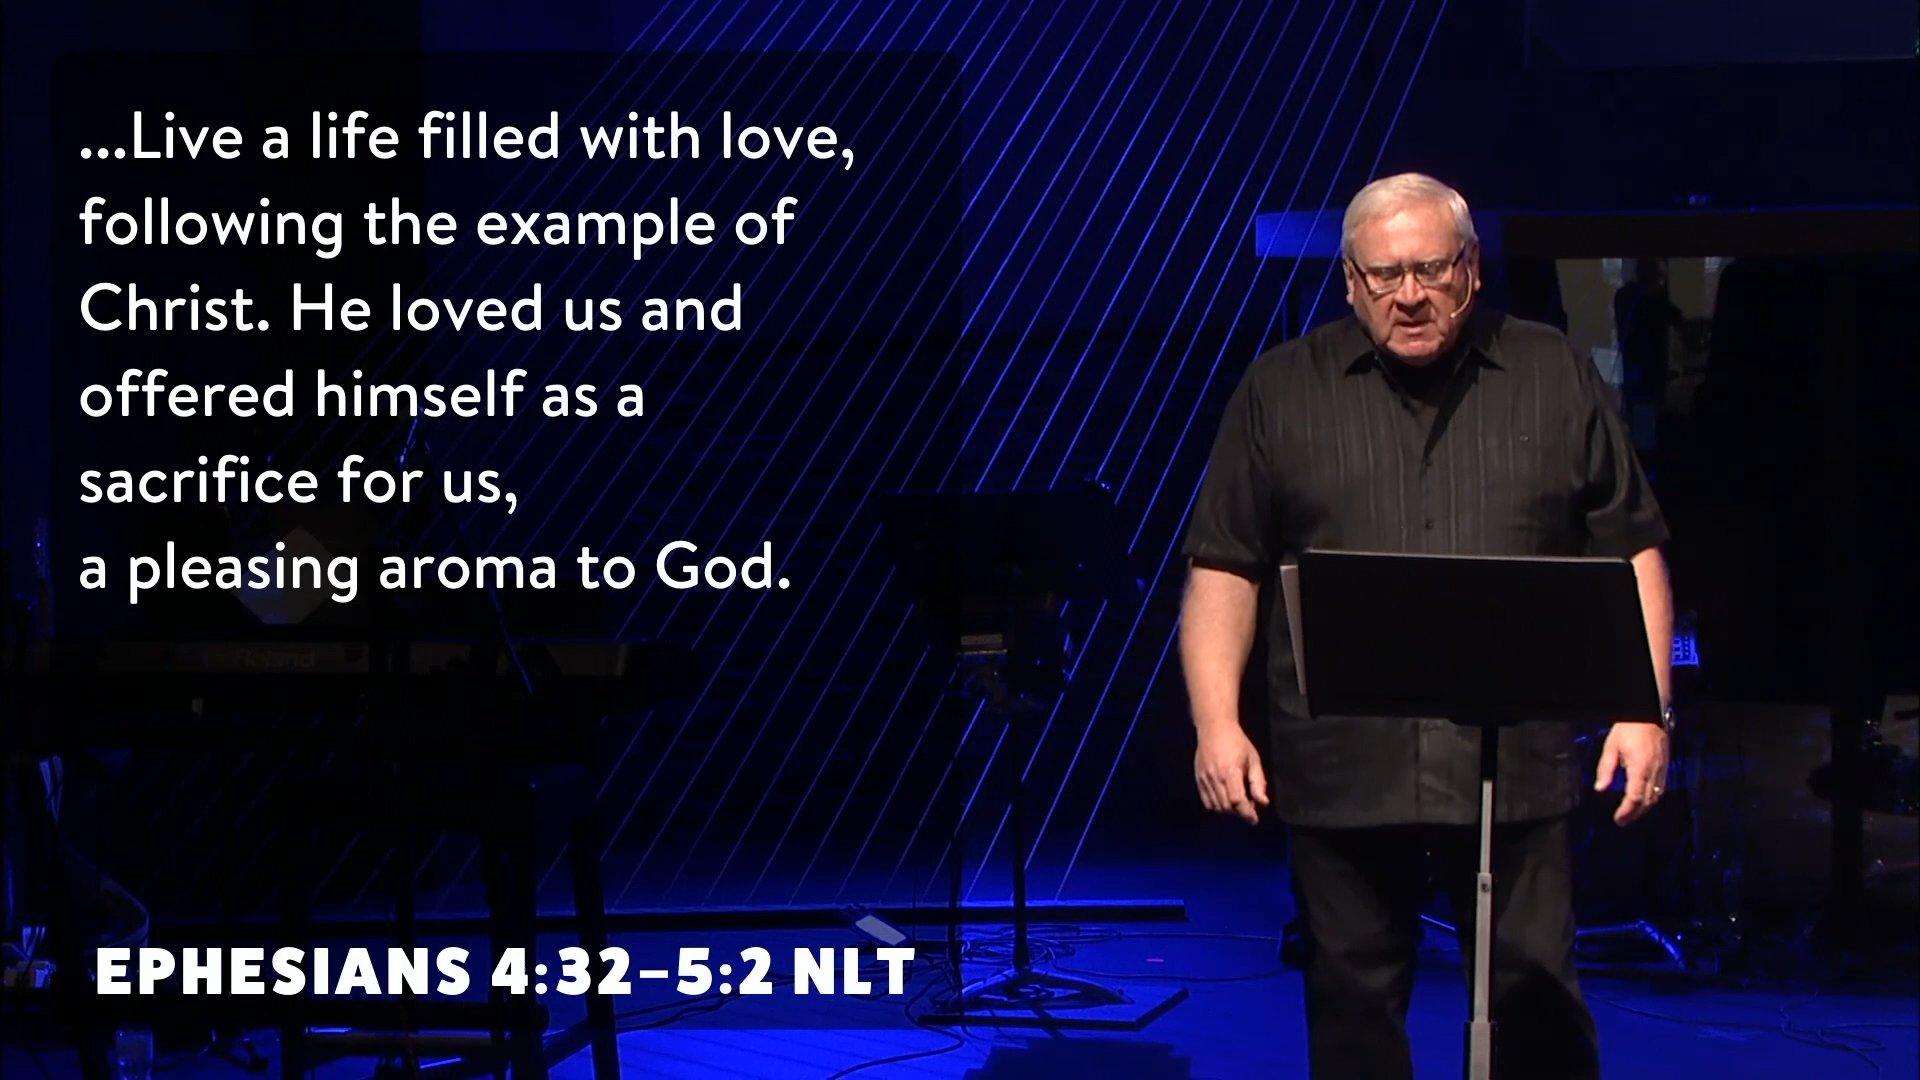 ...Live a life filled with love,
following the example of
Christ. He loved us and
offered himself as a
sacrifice for us,
a pleasing aroma to God.
Roland
EPHESIANS 4:32–5:2 NLT